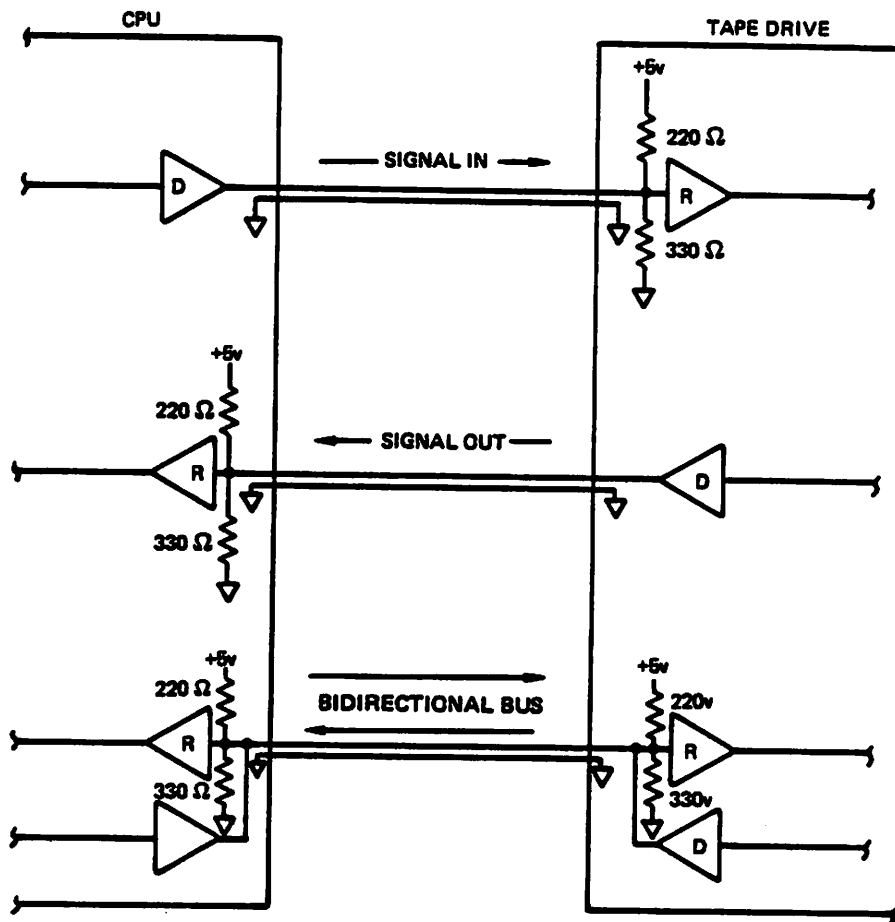 CPU
TAPE DRIVE
+5v
220 Ω
SIGNAL IN
D
R
330 Ω
+5v
220 Ω
SIGNAL OUT
R
D
330 Ω
+5v
+5v
220 Ω
220v
BIDIRECTIONAL BUS
R
R
330 Ω
330v
D